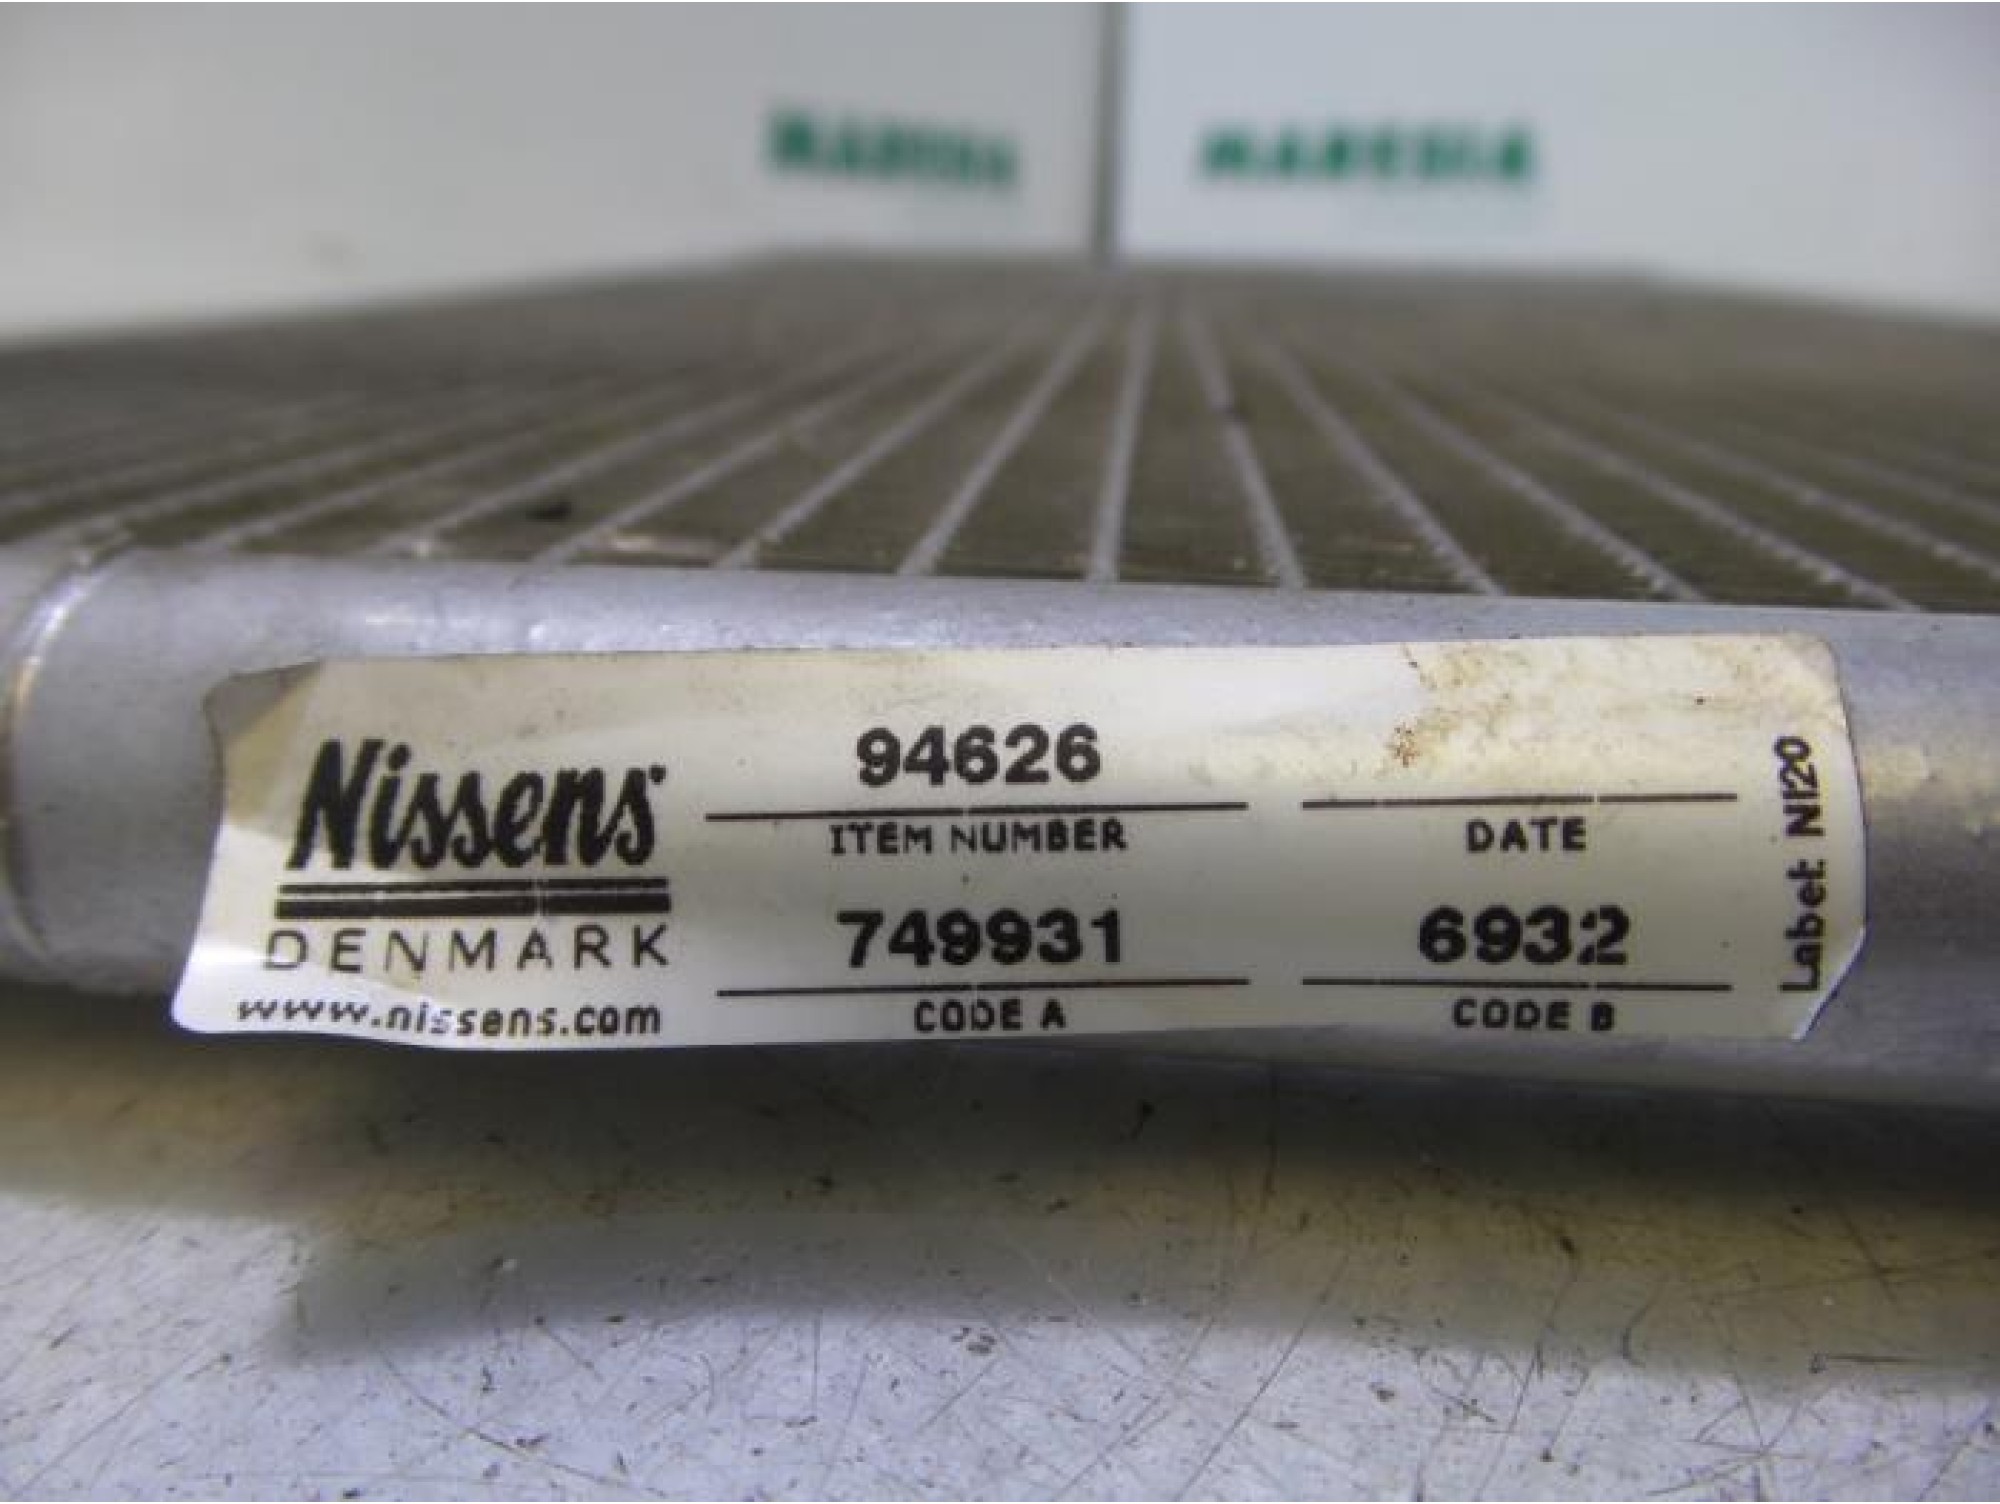 Nissens
DENMARK
www.nissens.com
94626
ITEM NUMBER
749931
CODE A
DATE
6932
CODE B
Label: NI20